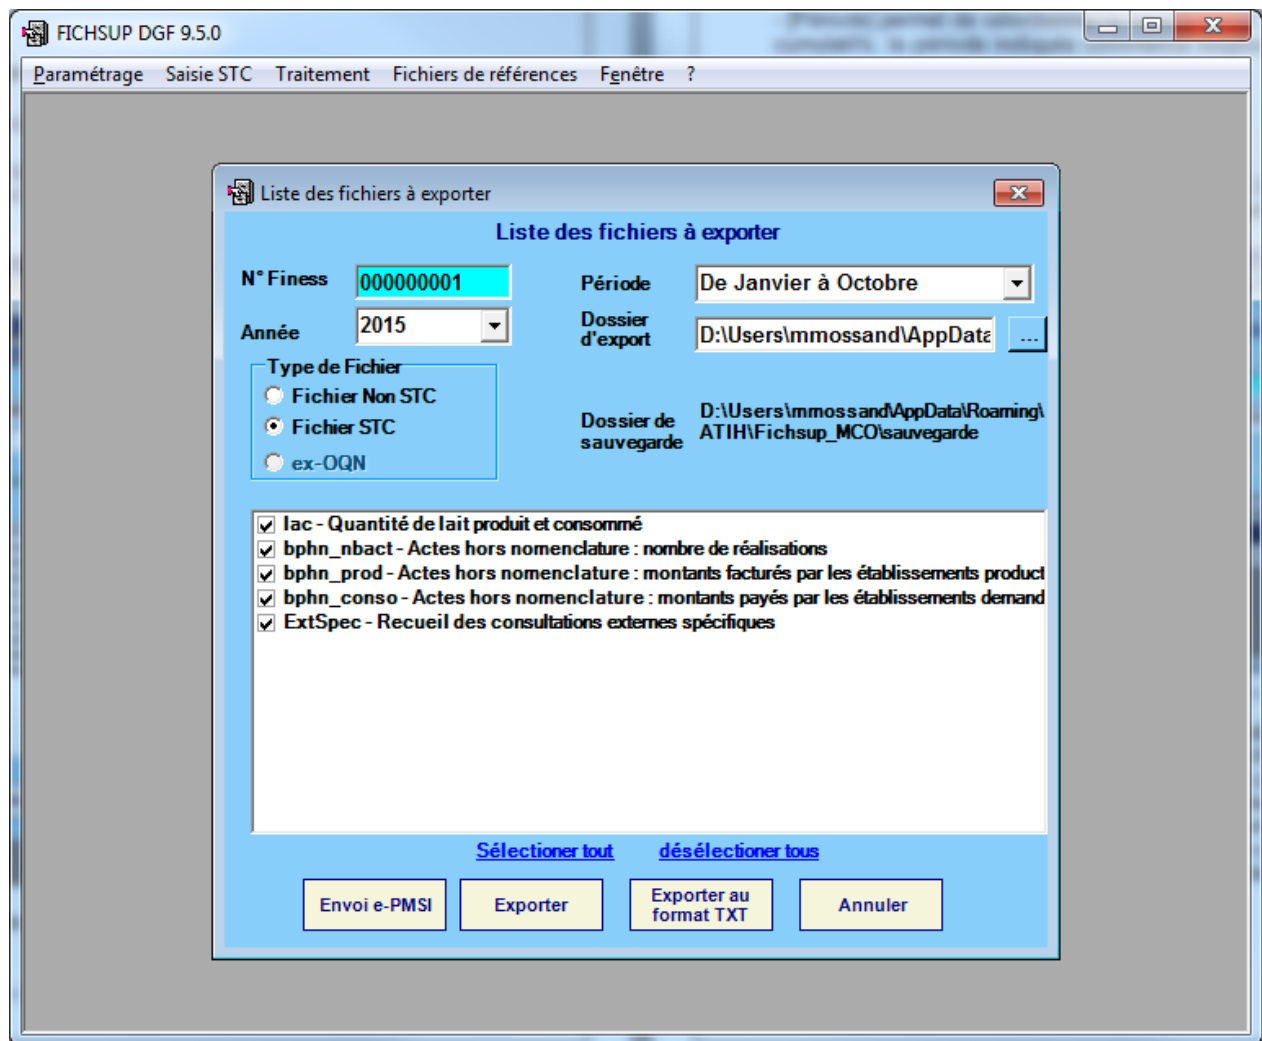 FICHSUP DGF 9.5.0
Paramétrage Saisie STC Traitement Fichiers de références Fenêtre ?
Liste des fichiers à exporter
Liste des fichiers à exporter
N° Finess 000000001 Période De Janvier à Octobre
Année 2015 Dossier d'export D:\Users\mmossand\AppData ...
Type de Fichier
Fichier Non STC
Fichier STC
ex-OQN
Dossier de sauvegarde
D:\Users\mmossand\AppData\Roaming\
ATIH\Fichsup_MCO\sauvegarde
lac - Quantité de lait produit et consommé
bphn_nbact - Actes hors nomenclature : nombre de réalisations
bphn_prod - Actes hors nomenclature : montants facturés par les établissements product
bphn_conso - Actes hors nomenclature : montants payés par les établissements demand
ExtSpec - Recueil des consultations externes spécifiques
Sélectioner tout désélectioner tous
Envoi e-PMSI Exporter Exporter au format TXT Annuler